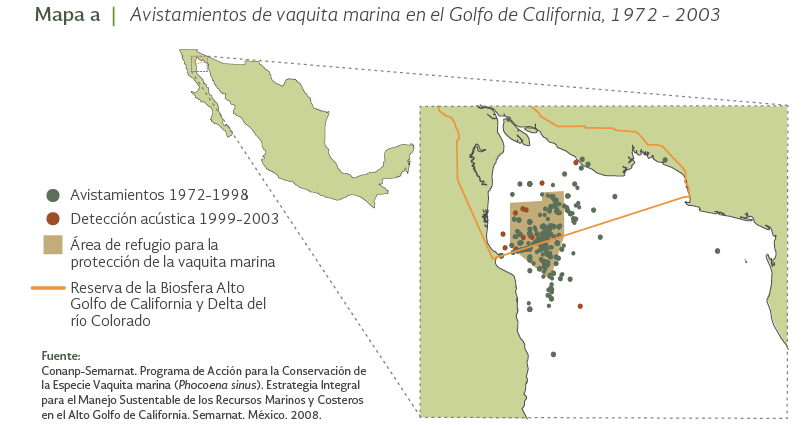 Mapa a | Avistamientos de vaquita marina en el Golfo de California, 1972 - 2003
Avistamientos 1972-1998
Detección acústica 1999-2003
Área de refugio para la
protección de la vaquita marina
Reserva de la Biosfera Alto
Golfo de California y Delta del
río Colorado
Fuente:
Conanp-Semarnat. Programa de Acción para la Conservación de
la Especie Vaquita marina (Phocoena sinus). Estrategia Integral
para el Manejo Sustentable de los Recursos Marinos y Costeros
en el Alto Golfo de California. Semarnat. México. 2008.